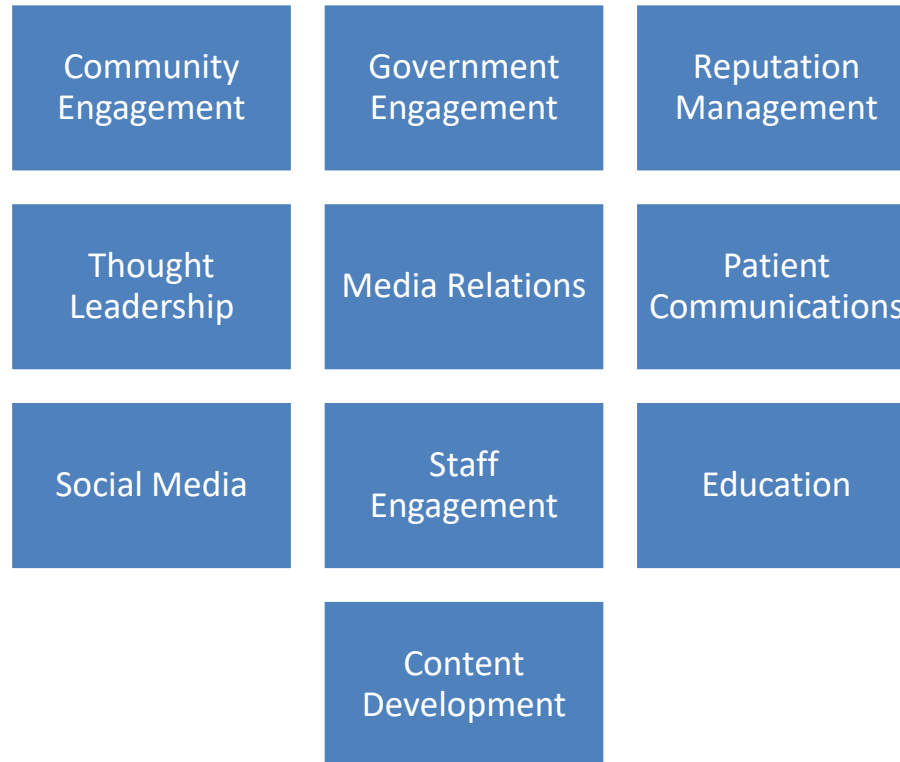 Community
Engagement
Government
Engagement
Reputation
Management
Thought
Leadership
Media Relations
Patient
Communications
Social Media
Staff
Engagement
Education
Content
Development